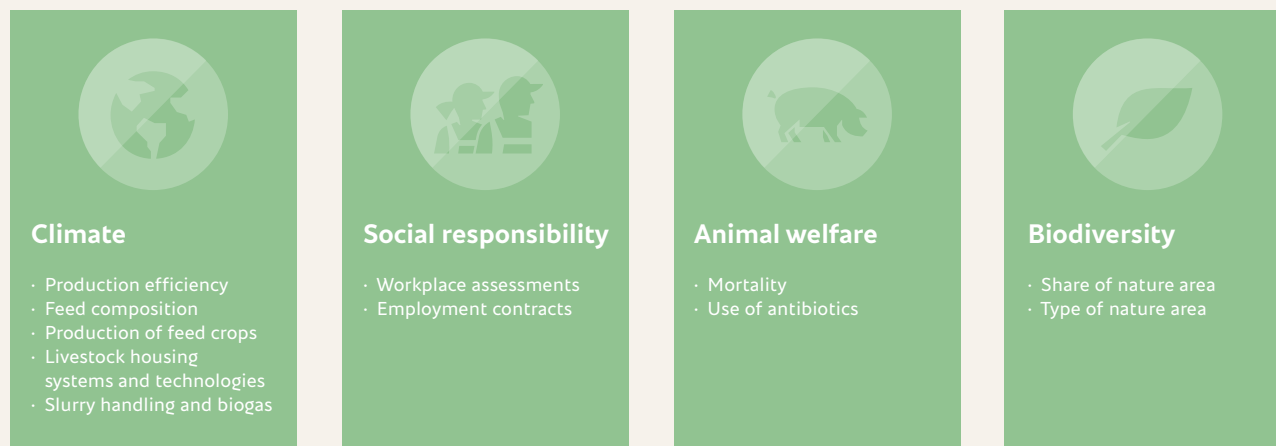 Climate
· Production efficiency
· Feed composition
· Production of feed crops
· Livestock housing
systems and technologies
· Slurry handling and biogas
Social responsibility
· Workplace assessments
· Employment contracts
Animal welfare
· Mortality
· Use of antibiotics
Biodiversity
· Share of nature area
· Type of nature area